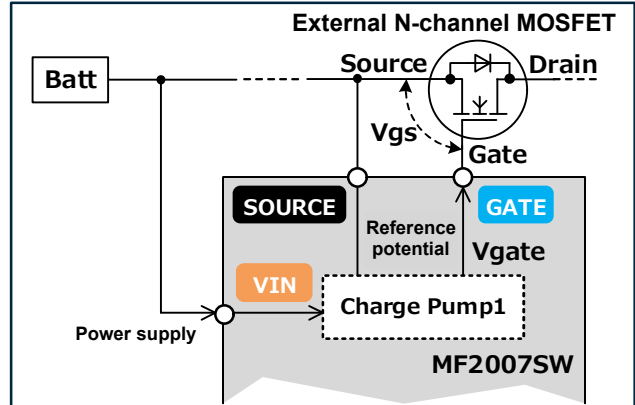 External N-channel MOSFET
Batt
Source
Drain
Vgs
Gate
SOURCE
GATE
Reference
potential
Vgate
VIN
Charge Pump1
Power supply
MF2007SW